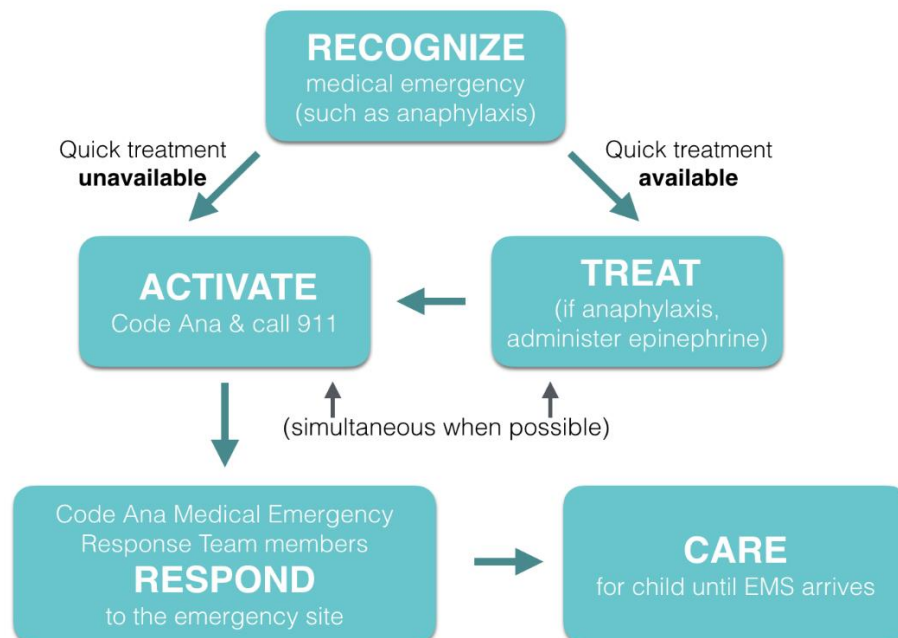 RECOGNIZE
medical emergency
(such as anaphylaxis)
Quick treatment
unavailable
Quick treatment
available
ACTIVATE
Code Ana & call 911
TREAT
(if anaphylaxis,
administer epinephrine)
(simultaneous when possible)
Code Ana Medical Emergency
Response Team members
RESPOND
to the emergency site
CARE
for child until EMS arrives